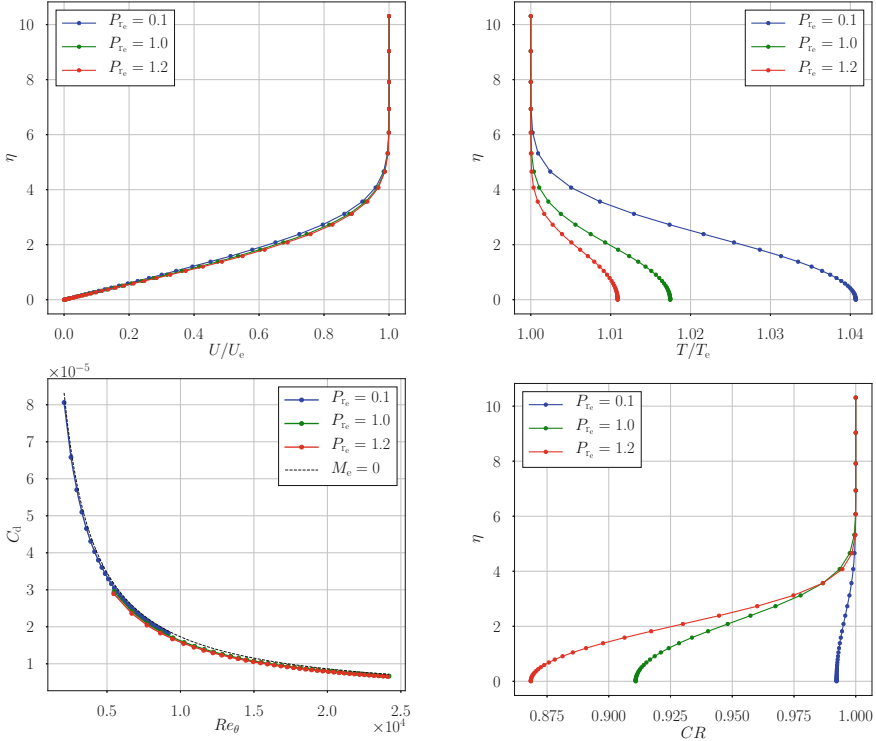 η
10
8
6
4
2
0
P_{r_e} = 0.1
P_{r_e} = 1.0
P_{r_e} = 1.2
0.0 0.2 0.4 0.6 0.8 1.0
U/U_e
η
10
8
6
4
2
0
P_{r_e} = 0.1
P_{r_e} = 1.0
P_{r_e} = 1.2
1.00 1.01 1.02 1.03 1.04
T/T_e
×10^{−5}
C_d
8
7
6
5
4
3
2
1
P_{r_e} = 0.1
P_{r_e} = 1.0
P_{r_e} = 1.2
M_e = 0
0.5 1.0 1.5 2.0 2.5
×10^4
Re_θ
η
10
8
6
4
2
0
P_{r_e} = 0.1
P_{r_e} = 1.0
P_{r_e} = 1.2
0.875 0.900 0.925 0.950 0.975 1.000
CR